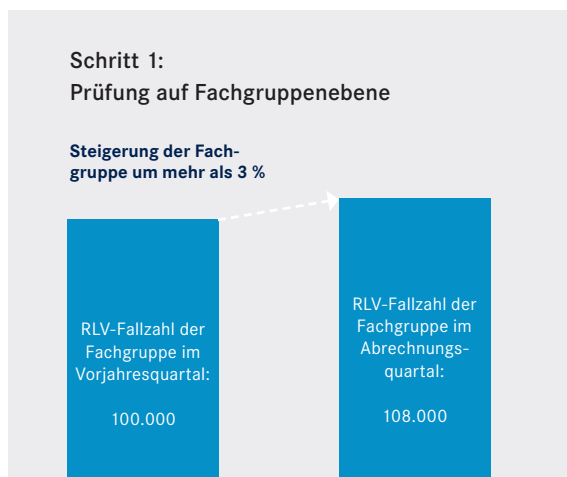 Schritt 1:
Prüfung auf Fachgruppenebene
Steigerung der Fach-
gruppe um mehr als 3 %
RLV-Fallzahl der
Fachgruppe im
Vorjahresquartal:
100.000
RLV-Fallzahl der
Fachgruppe im
Abrechnungs-
quartal:
108.000